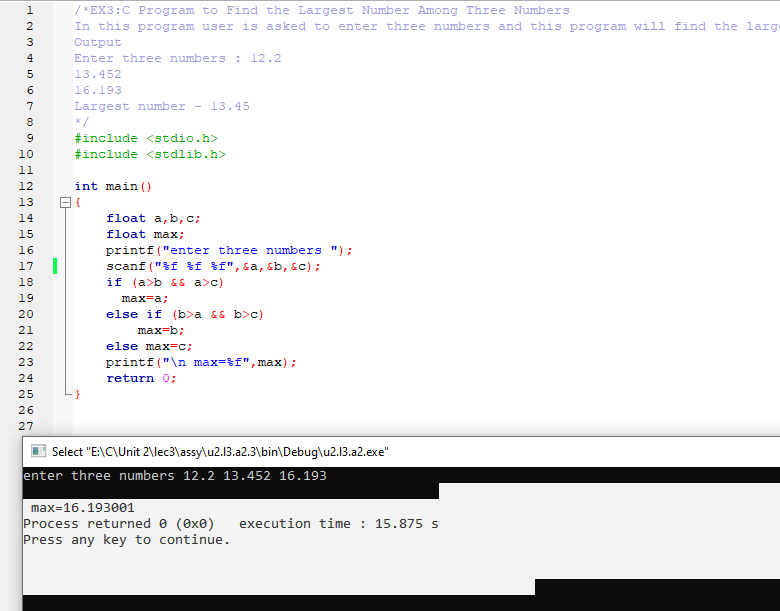 1 /*EX3:C Program to Find the Largest Number Among Three Numbers
2 In this program user is asked to enter three numbers and this program will find the
3 Output
4 Enter three numbers : 12.2
5 13.452
6 16.193
7 Largest number - 13.45
8 */
9 #include <stdio.h>
10 #include <stdlib.h>
11
12 int main()
13 {
14 float a,b,c;
15 float max;
16 printf("enter three numbers ");
17 scanf("%f %f %f",&a,&b,&c);
18 if (a>b && a>c)
19 max=a;
20 else if (b>a && b>c)
21 max=b;
22 else max=c;
23 printf("\n max=%f",max);
24 return 0;
25 }
26
27
Select "E:\C\Unit 2\lec3\assy\u2.l3.a2.3\bin\Debug\u2.l3.a2.exe"
enter three numbers 12.2 13.452 16.193
max=16.193001
Process returned 0 (0x0) execution time : 15.875 s
Press any key to continue.